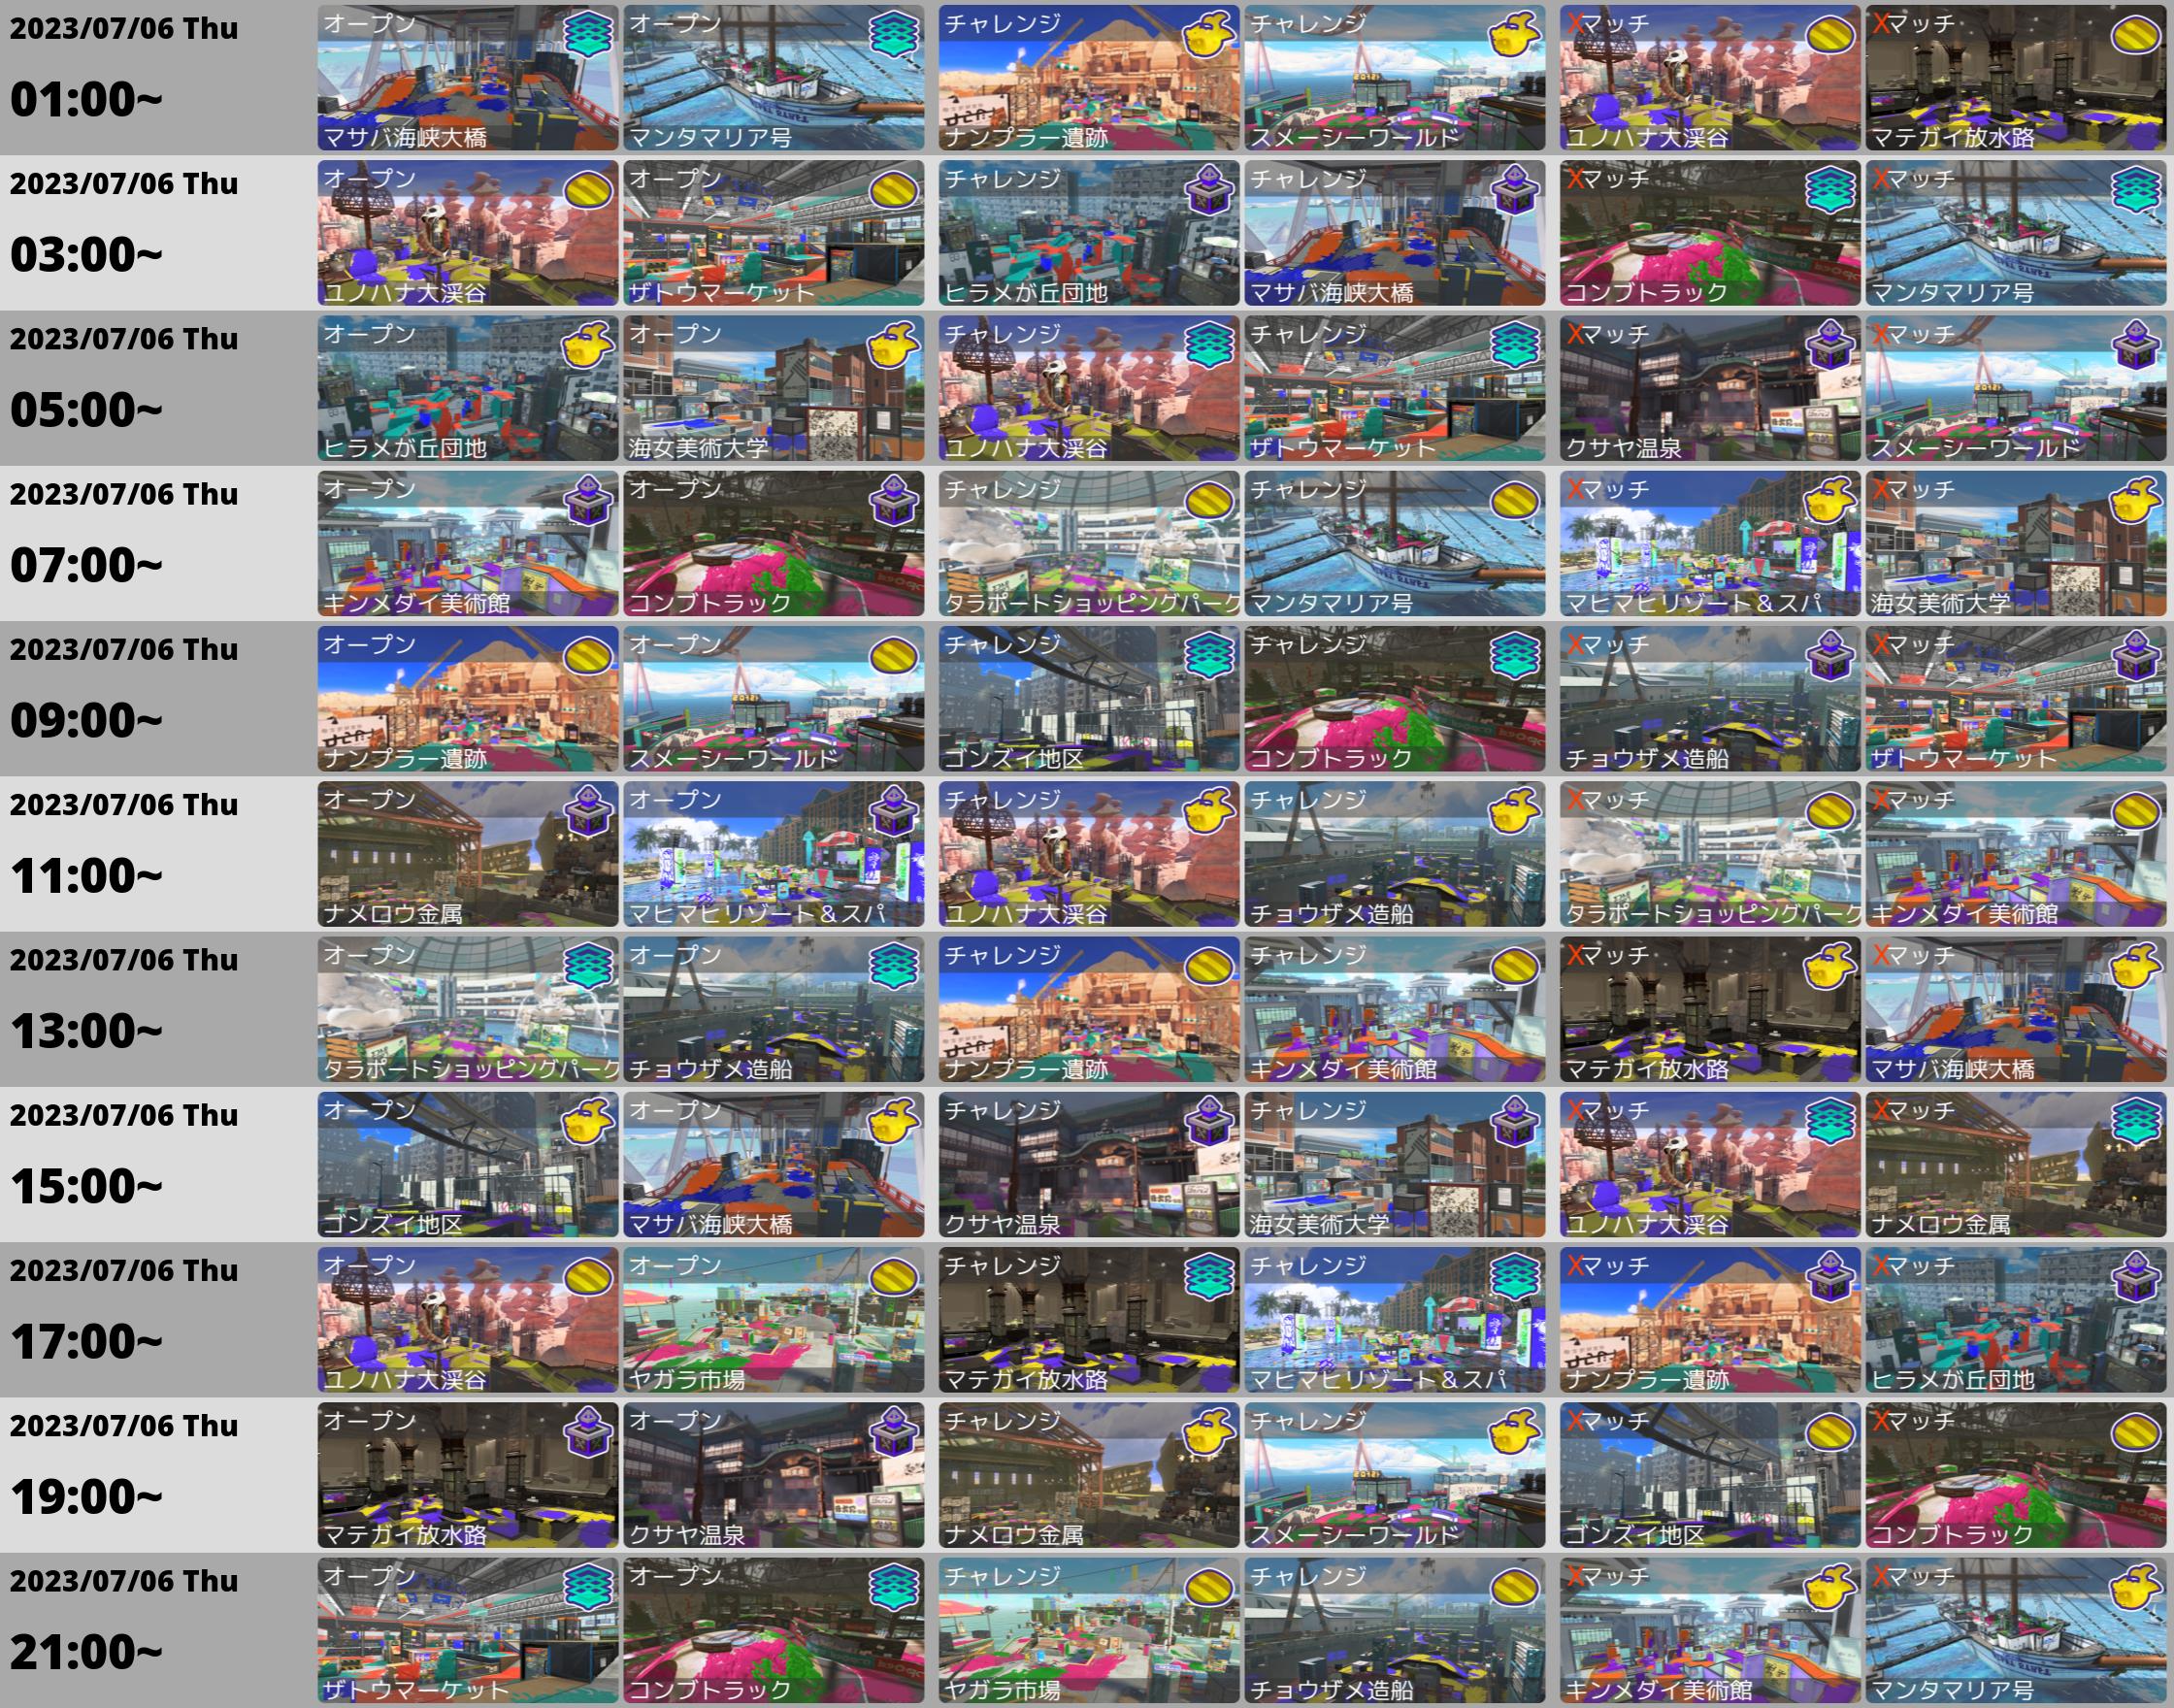 2023/07/06 Thu
01:00~
オープン
マサバ海峡大橋
オープン
マンタマリア号
チャレンジ
ナンプラー遺跡
チャレンジ
スメーシーワールド
Xマッチ
ユノハナ大渓谷
Xマッチ
マテガイ放水路
2023/07/06 Thu
03:00~
オープン
ユノハナ大渓谷
オープン
ザトウマーケット
チャレンジ
ヒラメが丘団地
チャレンジ
マサバ海峡大橋
Xマッチ
コンブトラック
Xマッチ
マンタマリア号
2023/07/06 Thu
05:00~
オープン
ヒラメが丘団地
オープン
海女美術大学
チャレンジ
ユノハナ大渓谷
チャレンジ
ザトウマーケット
Xマッチ
クサヤ温泉
Xマッチ
スメーシーワールド
2023/07/06 Thu
07:00~
オープン
キンメダイ美術館
オープン
コンブトラック
チャレンジ
タラポートショッピングパーク
チャレンジ
マンタマリア号
Xマッチ
マヒマヒリゾート＆スパ
Xマッチ
海女美術大学
2023/07/06 Thu
09:00~
オープン
ナンプラー遺跡
オープン
スメーシーワールド
チャレンジ
ゴンズイ地区
チャレンジ
コンブトラック
Xマッチ
チョウザメ造船
Xマッチ
ザトウマーケット
2023/07/06 Thu
11:00~
オープン
ナメロウ金属
オープン
マヒマヒリゾート＆スパ
チャレンジ
ユノハナ大渓谷
チャレンジ
チョウザメ造船
Xマッチ
タラポートショッピングパーク
Xマッチ
キンメダイ美術館
2023/07/06 Thu
13:00~
オープン
タラポートショッピングパーク
オープン
チョウザメ造船
チャレンジ
ナンプラー遺跡
チャレンジ
キンメダイ美術館
Xマッチ
マテガイ放水路
Xマッチ
マサバ海峡大橋
2023/07/06 Thu
15:00~
オープン
ゴンズイ地区
オープン
マサバ海峡大橋
チャレンジ
クサヤ温泉
チャレンジ
海女美術大学
Xマッチ
ユノハナ大渓谷
Xマッチ
ナメロウ金属
2023/07/06 Thu
17:00~
オープン
ユノハナ大渓谷
オープン
ヤガラ市場
チャレンジ
マテガイ放水路
チャレンジ
マヒマヒリゾート＆スパ
Xマッチ
ナンプラー遺跡
Xマッチ
ヒラメが丘団地
2023/07/06 Thu
19:00~
オープン
マテガイ放水路
オープン
クサヤ温泉
チャレンジ
ナメロウ金属
チャレンジ
スメーシーワールド
Xマッチ
ゴンズイ地区
Xマッチ
コンブトラック
2023/07/06 Thu
21:00~
オープン
ザトウマーケット
オープン
コンブトラック
チャレンジ
ヤガラ市場
チャレンジ
チョウザメ造船
Xマッチ
キンメダイ美術館
Xマッチ
マンタマリア号